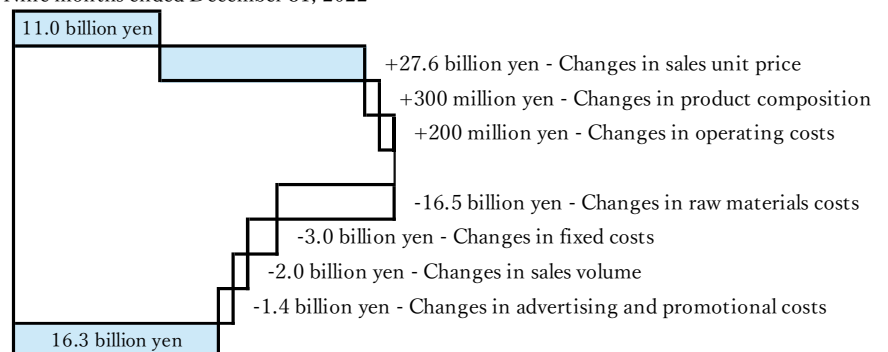 Nine months ended December 31, 2022
11.0 billion yen
+27.6 billion yen - Changes in sales unit price
+300 million yen - Changes in product composition
+200 million yen - Changes in operating costs
-16.5 billion yen - Changes in raw materials costs
-3.0 billion yen - Changes in fixed costs
-2.0 billion yen - Changes in sales volume
-1.4 billion yen - Changes in advertising and promotional costs
16.3 billion yen